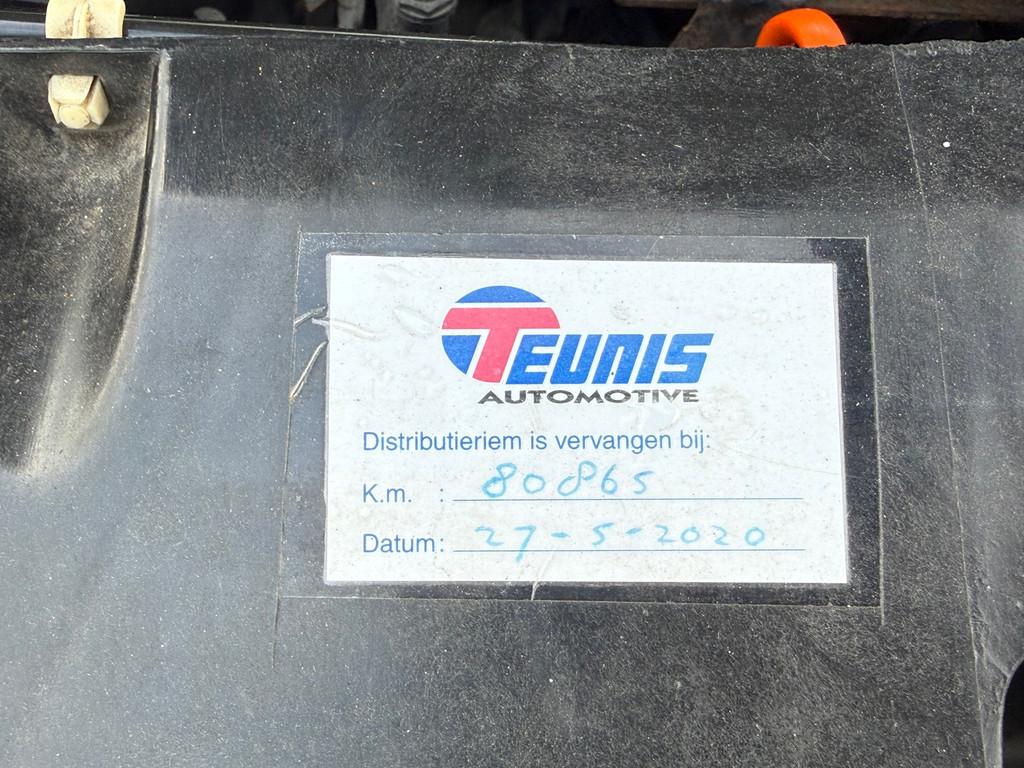 TEUNIS
AUTOMOTIVE
Distributieriem is vervangen bij:
K.m. : 80865
Datum: 27-5-2020